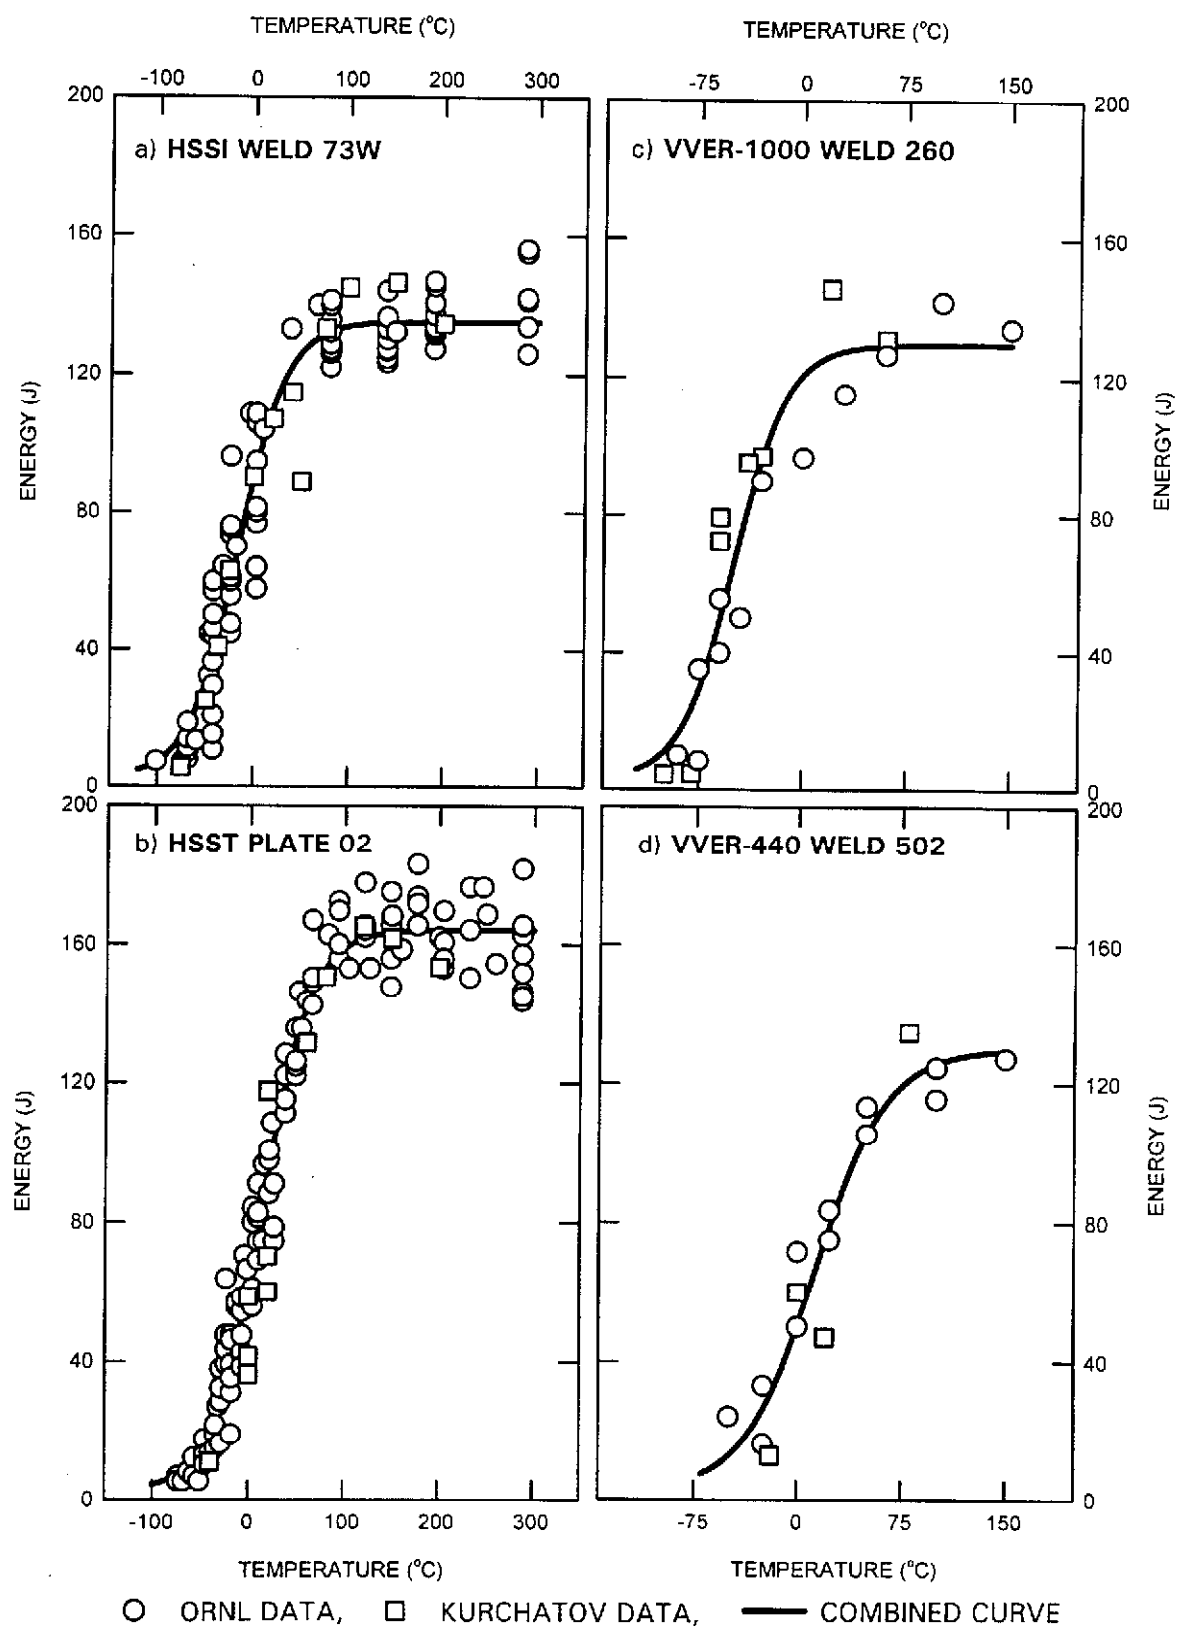 TEMPERATURE (°C)
TEMPERATURE (°C)
-100 0 100 200 300
-75 0 75 150
200
160
120
80
40
0
ENERGY (J)
a) HSSI WELD 73W
c) VVER-1000 WELD 260
200
160
120
80
40
0
ENERGY (J)
200
160
120
80
40
0
ENERGY (J)
b) HSST PLATE 02
d) VVER-440 WELD 502
200
160
120
80
40
0
ENERGY (J)
-100 0 100 200 300
-75 0 75 150
TEMPERATURE (°C)
TEMPERATURE (°C)
ORNL DATA, KURCHATOV DATA, COMBINED CURVE